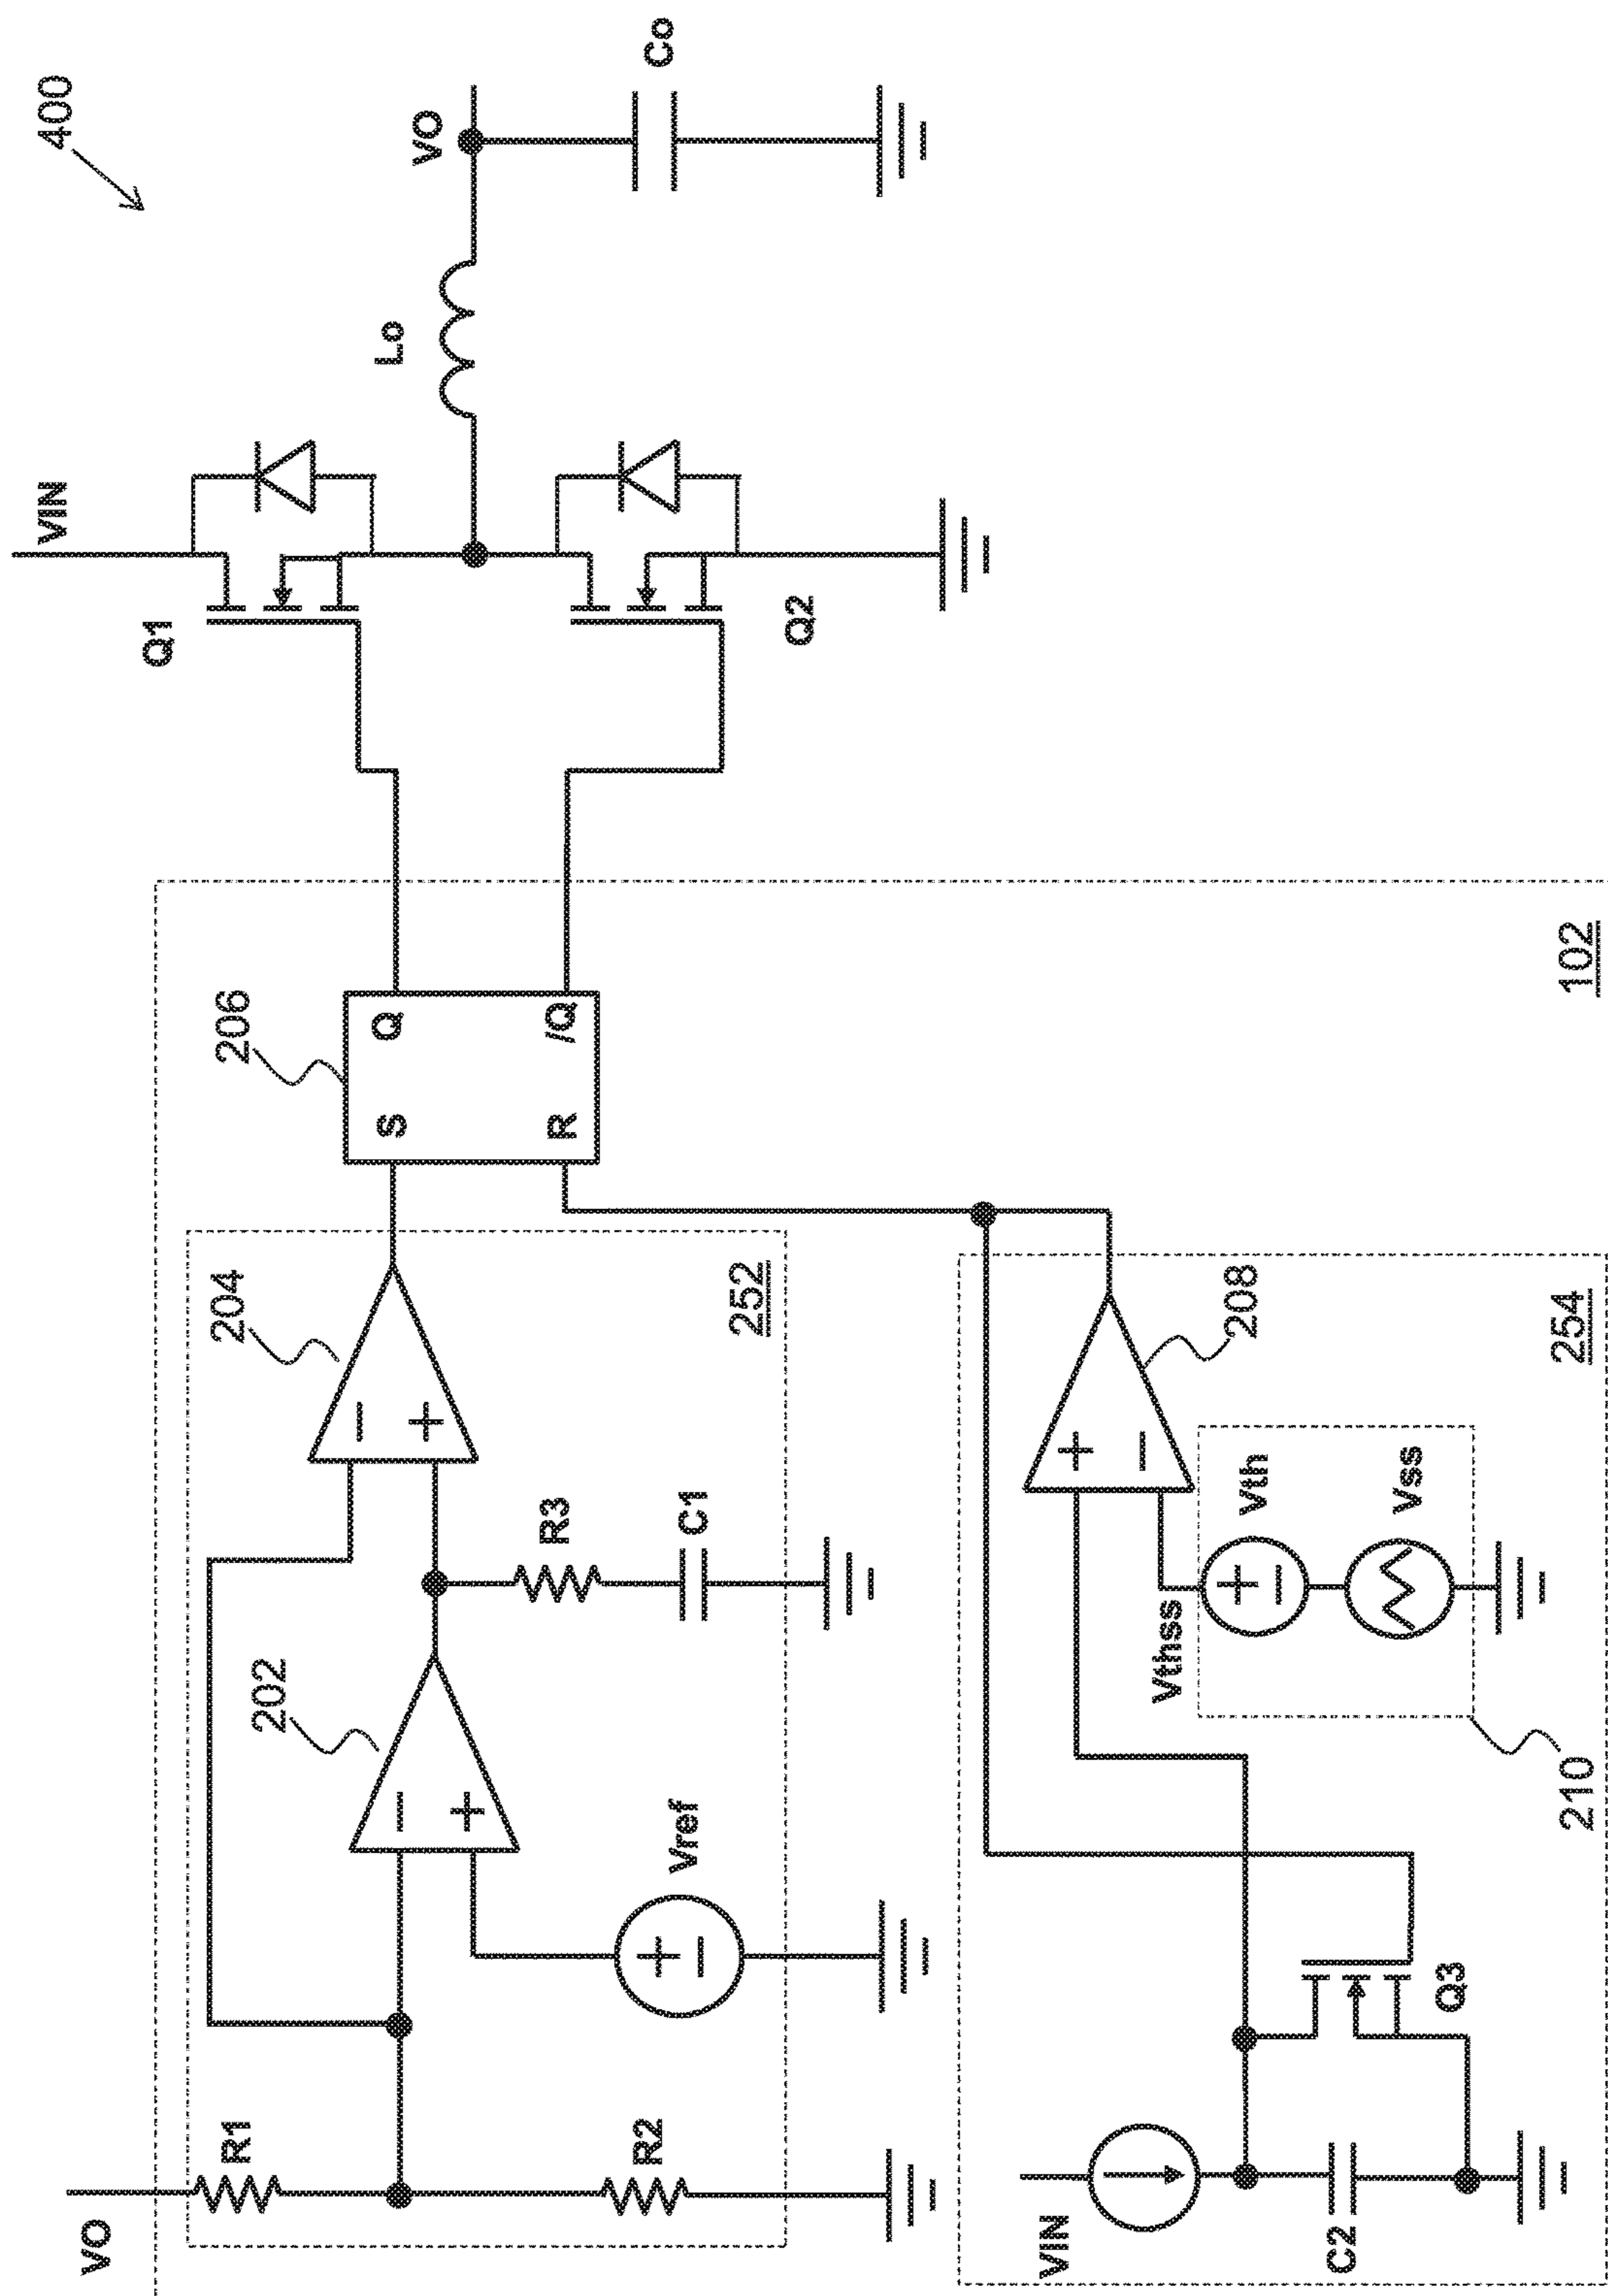 400
VIN
Q1
Lo
VO
Co
Q2
206
S
Q
R
/Q
102
VO
R1
R2
202
−
+
Vref
204
−
+
R3
C1
252
VIN
C2
Q3
208
+
−
Vthss
Vth
+
−
Vss
210
254
+
−